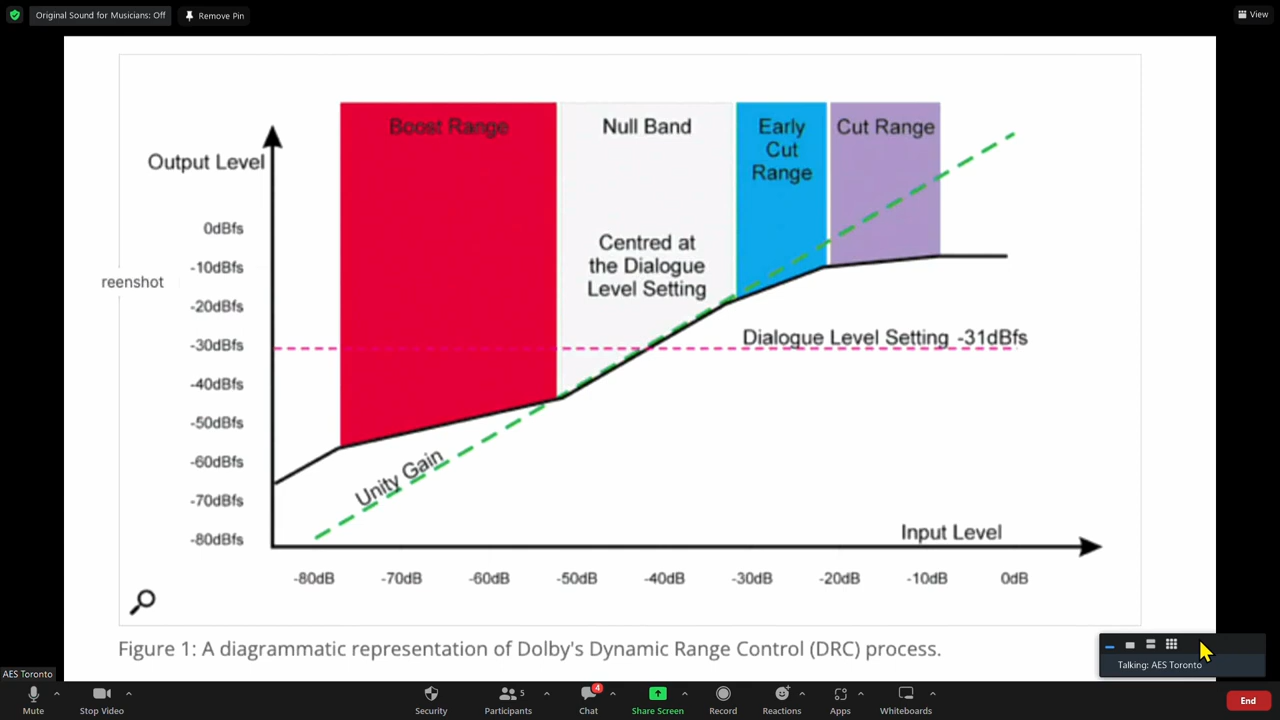 Original Sound for Musicians: Off
Remove Pin
View
Boost Range
Null Band
Early
Cut
Range
Cut Range
Output Level
Centred at
the Dialogue
Level Setting
0dBfs
-10dBfs
reenshot
-20dBfs
-30dBfs
Dialogue Level Setting -31dBfs
-40dBfs
-50dBfs
-60dBfs
Unity Gain
-70dBfs
-80dBfs
Input Level
-80dB -70dB -60dB -50dB -40dB -30dB -20dB -10dB 0dB
Figure 1: A diagrammatic representation of Dolby's Dynamic Range Control (DRC) process.
Talking: AES Toronto
AES Toronto
5
4
Mute Stop Video Security Participants Chat Share Screen Record Reactions Apps Whiteboards End